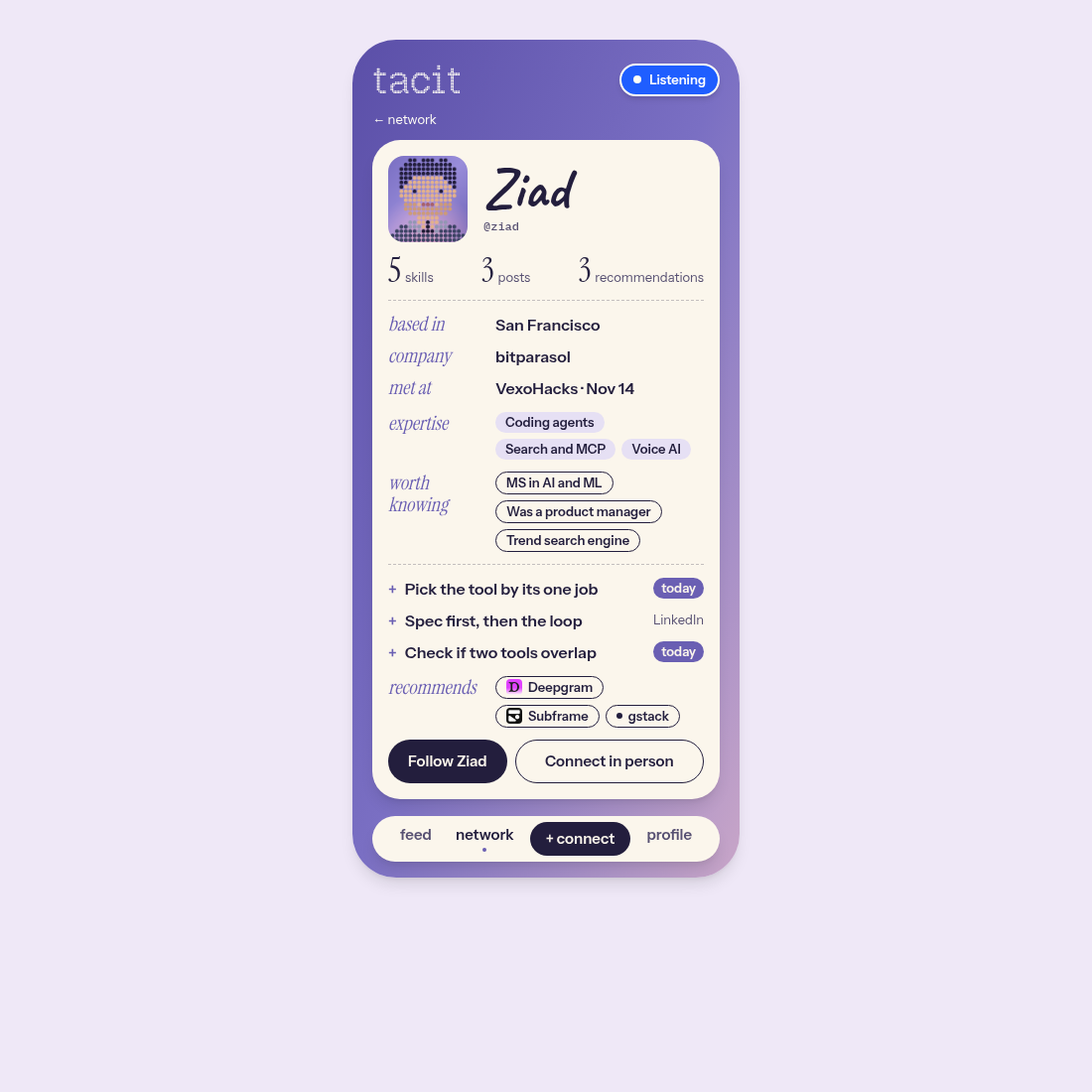 tacit
Listening
← network
Ziad
@ziad
5 skills 3 posts 3 recommendations
based in San Francisco
company bitparasol
met at VexoHacks · Nov 14
expertise Coding agents
Search and MCP Voice AI
worth knowing
MS in AI and ML
Was a product manager
Trend search engine
+ Pick the tool by its one job today
+ Spec first, then the loop LinkedIn
+ Check if two tools overlap today
recommends Deepgram
Subframe gstack
Follow Ziad Connect in person
feed network + connect profile